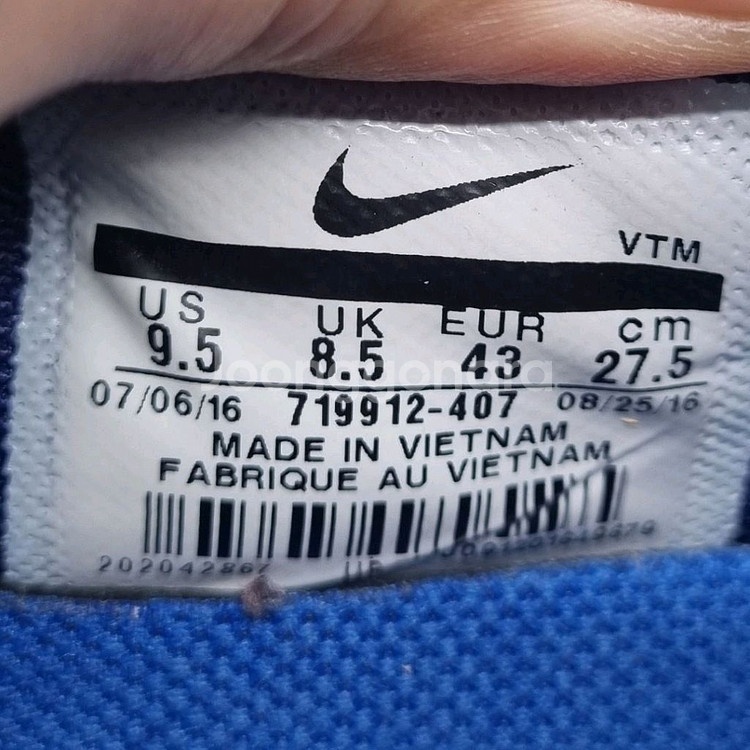 VTM
US UK EUR cm
9.5 8.5 43 27.5
07/06/16 719912-407 08/25/16
MADE IN VIETNAM
FABRIQUE AU VIETNAM
202042867